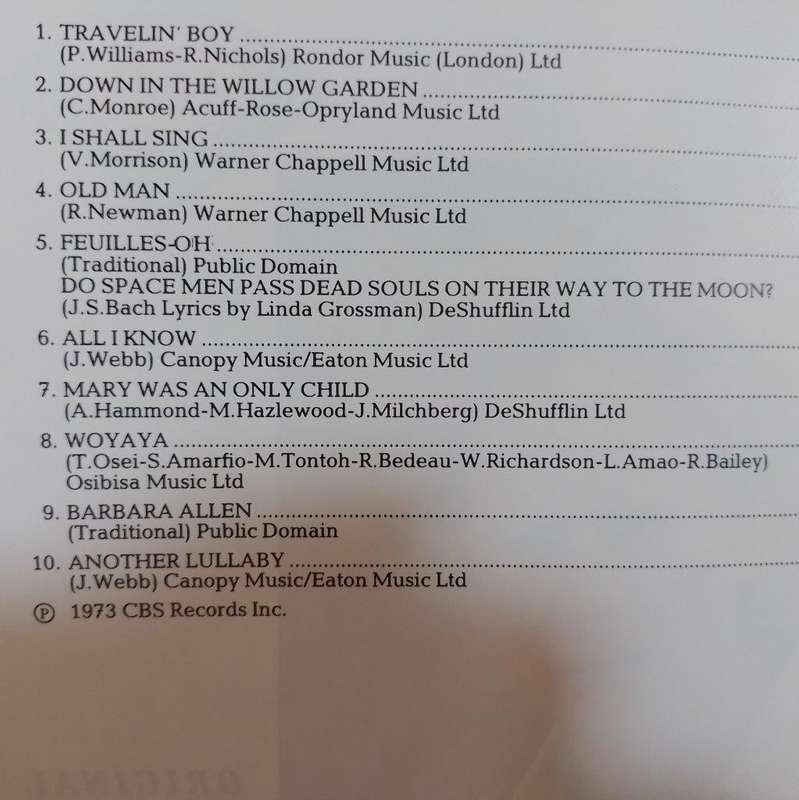 1. TRAVELIN' BOY
(P.Williams-R.Nichols) Rondor Music (London) Ltd
2. DOWN IN THE WILLOW GARDEN
(C.Monroe) Acuff-Rose-Opryland Music Ltd
3. I SHALL SING
(V.Morrison) Warner Chappell Music Ltd
4. OLD MAN
(R.Newman) Warner Chappell Music Ltd
5. FEUILLES-OH
(Traditional) Public Domain
DO SPACE MEN PASS DEAD SOULS ON THEIR WAY TO THE MOON?
(J.S.Bach Lyrics by Linda Grossman) DeShufflin Ltd
6. ALL I KNOW
(J.Webb) Canopy Music/Eaton Music Ltd
7. MARY WAS AN ONLY CHILD
(A.Hammond-M.Hazlewood-J.Milchberg) DeShufflin Ltd
8. WOYAYA
(T.Osei-S.Amarfio-M.Tontoh-R.Bedeau-W.Richardson-L.Amao-R.Bailey)
Osibisa Music Ltd
9. BARBARA ALLEN
(Traditional) Public Domain
10. ANOTHER LULLABY
(J.Webb) Canopy Music/Eaton Music Ltd
℗ 1973 CBS Records Inc.
ORIGINAL